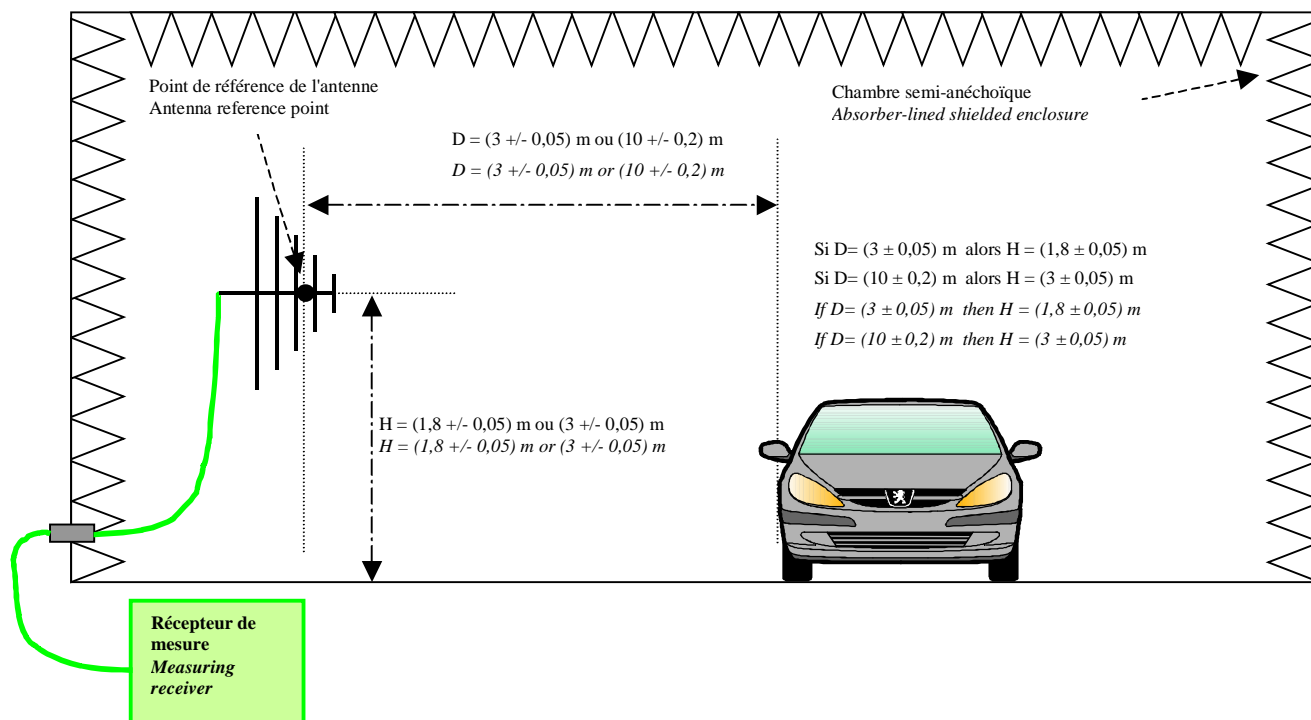 Point de référence de l'antenne
Antenna reference point
Chambre semi-anéchoïque
Absorber-lined shielded enclosure
D = (3 +/- 0,05) m ou (10 +/- 0,2) m
D = (3 +/- 0,05) m or (10 +/- 0,2) m
Si D= (3 ± 0,05) m alors H = (1,8 ± 0,05) m
Si D= (10 ± 0,2) m alors H = (3 ± 0,05) m
If D= (3 ± 0,05) m then H = (1,8 ± 0,05) m
If D= (10 ± 0,2) m then H = (3 ± 0,05) m
H = (1,8 +/- 0,05) m ou (3 +/- 0,05) m
H = (1,8 +/- 0,05) m or (3 +/- 0,05) m
Récepteur de
mesure
Measuring
receiver